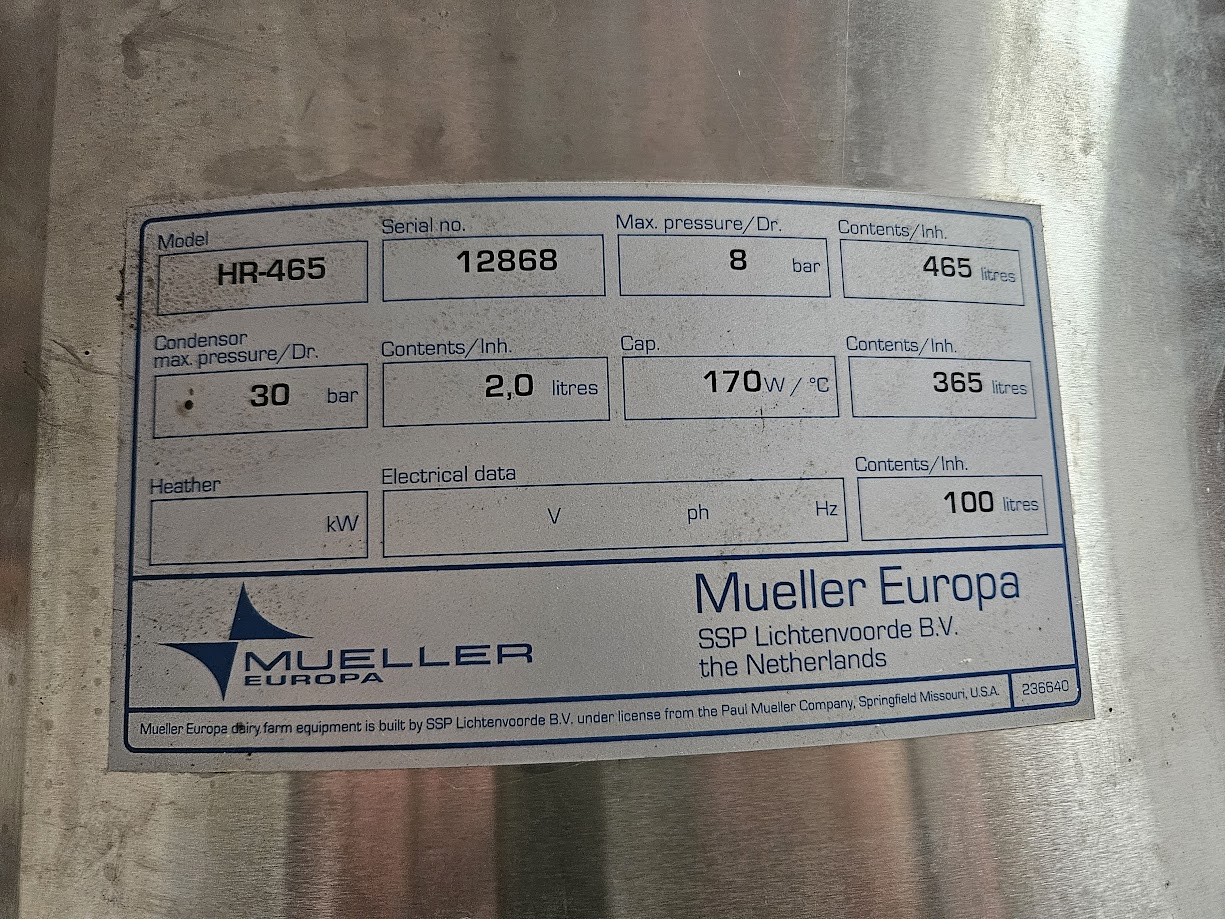 Model Serial no. Max. pressure/Dr. Contents/Inh.
HR-465 12868 8 bar 465 litres
Condensor
max. pressure/Dr. Contents/Inh. Cap. Contents/Inh.
30 bar 2,0 litres 170 W / °C 365 litres
Heather Electrical data Contents/Inh.
kW V ph Hz 100 litres
MUELLER
EUROPA
Mueller Europa
SSP Lichtenvoorde B.V.
the Netherlands
Mueller Europa dairy farm equipment is built by SSP Lichtenvoorde B.V. under license from the Paul Mueller Company, Springfield Missouri, U.S.A. 236640